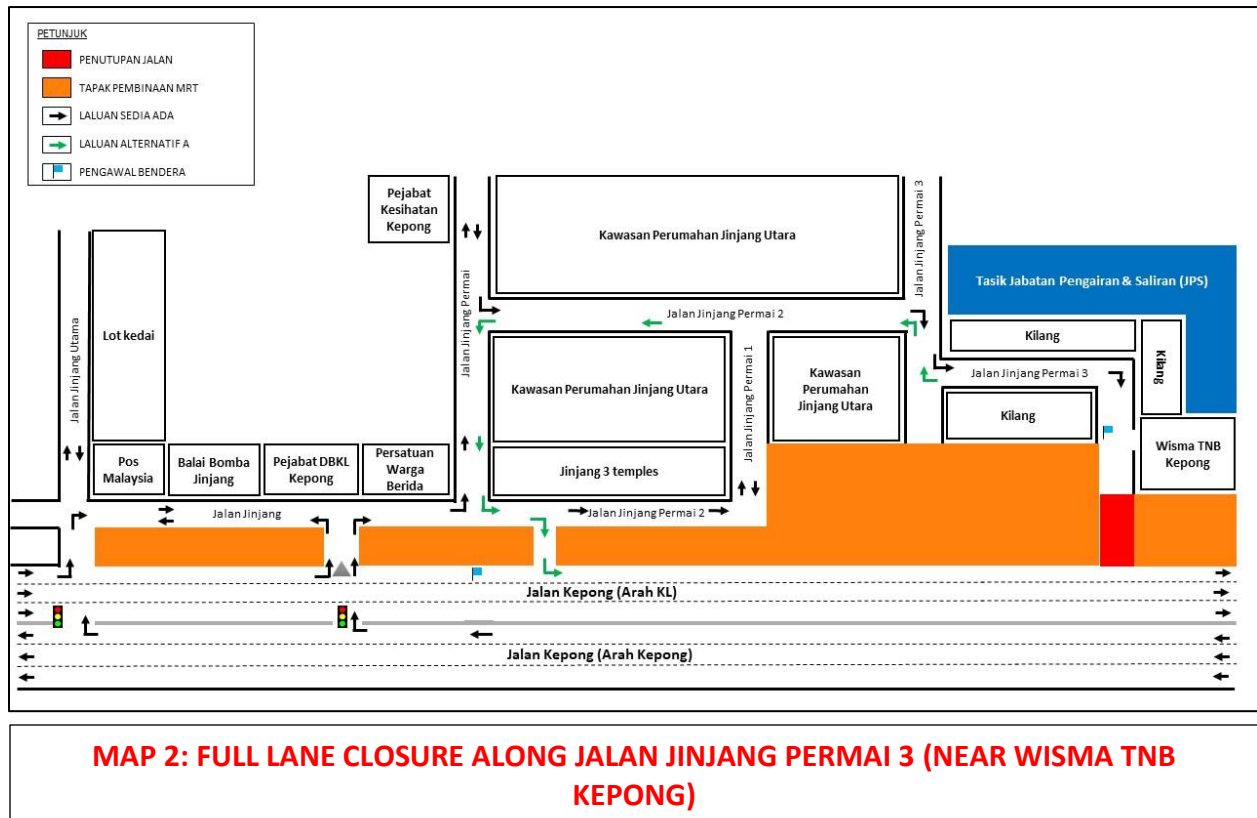 PETUNJUK
PENUTUPAN JALAN
TAPAK PEMBINAAN MRT
LALUAN SEDIA ADA
LALUAN ALTERNATIF A
PENGAWAL BENDERA
Pejabat
Kesihatan
Kepong
Kawasan Perumahan Jinjang Utara
Jalan Jinjang Permai 3
Tasik Jabatan Pengairan & Saliran (JPS)
Lot kedai
Jalan Jinjang Utama
Jalan Jinjang Permai
Jalan Jinjang Permai 2
Kilang
Kilang
Jalan Jinjang Permai 3
Kawasan Perumahan Jinjang Utara
Jalan Jinjang Permai 1
Kawasan
Perumahan
Jinjang Utara
Kilang
Pos
Malaysia
Balai Bomba
Jinjang
Pejabat DBKL
Kepong
Persatuan
Warga
Berida
Jinjang 3 temples
Wisma TNB
Kepong
Jalan Jinjang
Jalan Jinjang Permai 2
Jalan Kepong (Arah KL)
Jalan Kepong (Arah Kepong)
MAP 2: FULL LANE CLOSURE ALONG JALAN JINJANG PERMAI 3 (NEAR WISMA TNB
KEPONG)